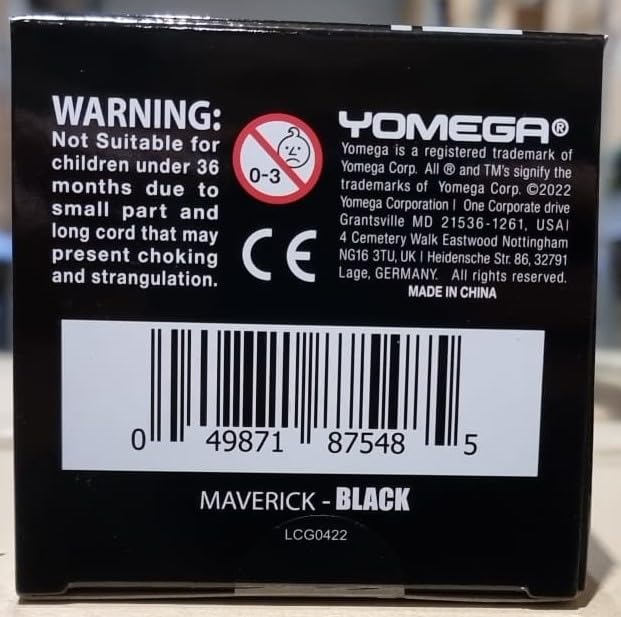 WARNING:
Not Suitable for
children under 36
months due to
small part and
long cord that may
present choking
and strangulation.
0-3
CE
YOMEGA®
Yomega is a registered trademark of
Yomega Corp. All ® and TM's signify the
trademarks of Yomega Corp. ©2022
Yomega Corporation | One Corporate drive
Grantsville MD 21536-1261, USA|
4 Cemetery Walk Eastwood Nottingham
NG16 3TU, UK | Heidensche Str. 86, 32791
Lage, GERMANY. All rights reserved.
MADE IN CHINA
0 49871 87548 5
MAVERICK - BLACK
LCG0422